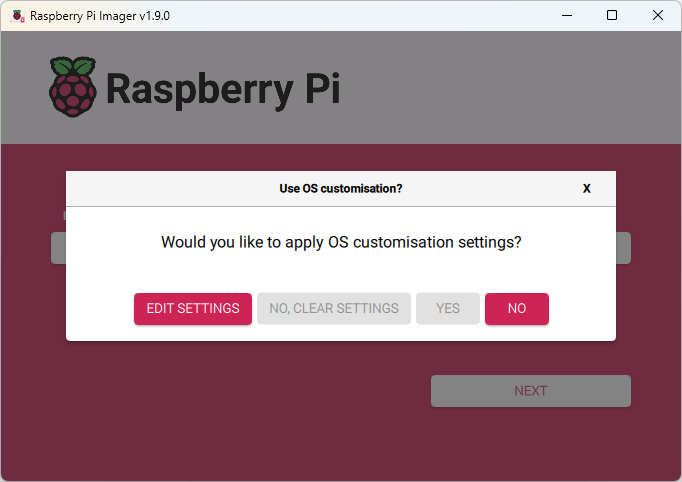 Raspberry Pi Imager v1.9.0
Raspberry Pi
Use OS customisation?
X
Would you like to apply OS customisation settings?
EDIT SETTINGS
NO, CLEAR SETTINGS
YES
NO
NEXT